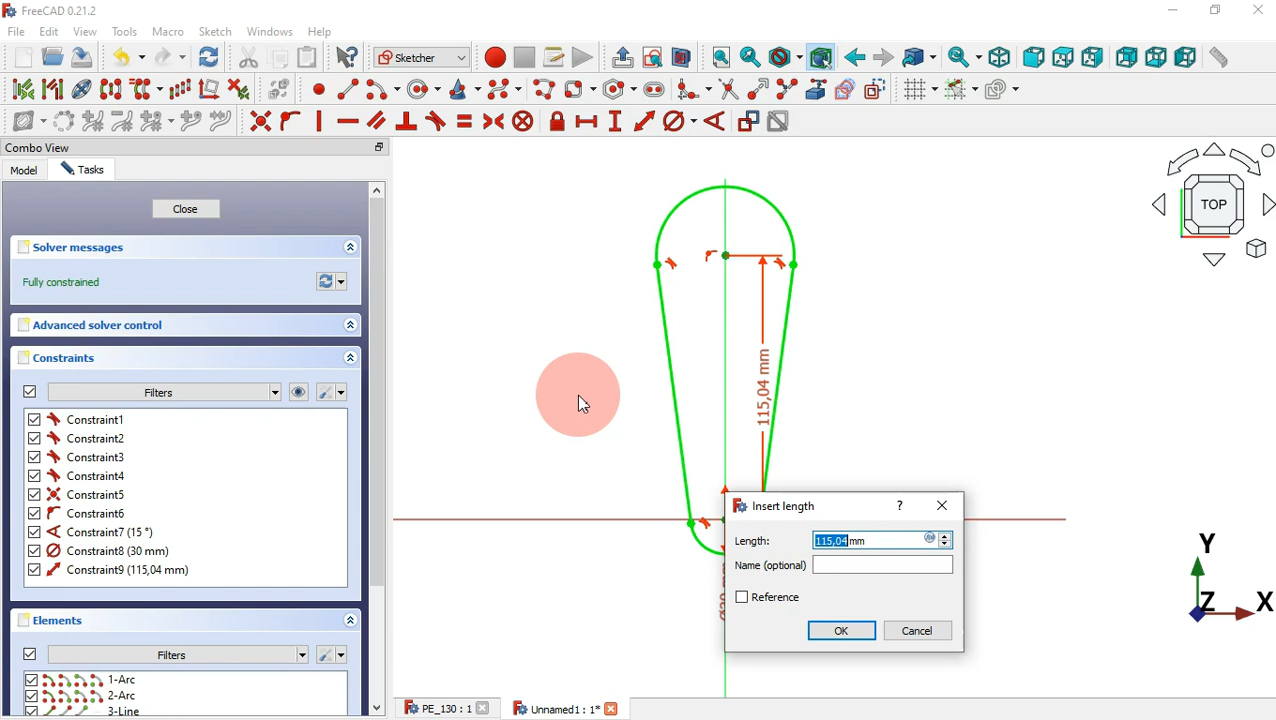 FreeCAD 0.21.2
File Edit View Tools Macro Sketch Windows Help
Sketcher
Combo View
Model Tasks
Close
Solver messages
Fully constrained
Advanced solver control
Constraints
Filters
Constraint1
Constraint2
Constraint3
Constraint4
Constraint5
Constraint6
Constraint7 (15 °)
Constraint8 (30 mm)
Constraint9 (115,04 mm)
Elements
Filters
1-Arc
2-Arc
3-Line
115,04 mm
TOP
Insert length ?
Length: 115,04 mm
Name (optional)
Reference
OK Cancel
Y
Z X
PE_130 : 1 Unnamed1 : 1*